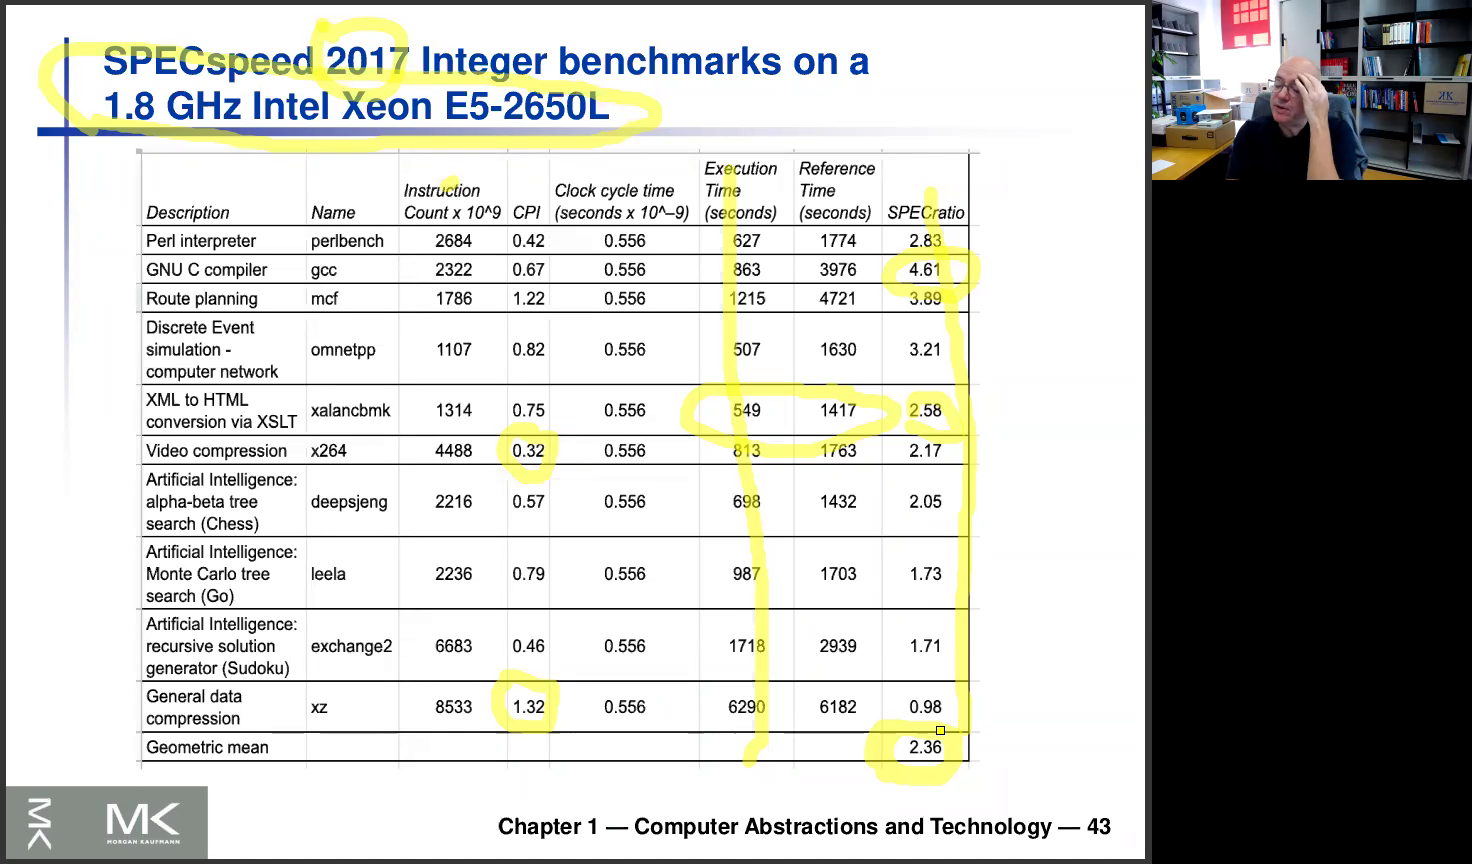 SPECspeed 2017 Integer benchmarks on a
1.8 GHz Intel Xeon E5-2650L
Description Name Instruction Count x 10^9 CPI Clock cycle time (seconds x 10^–9) Execution Time (seconds) Reference Time (seconds) SPECratio
Perl interpreter perlbench 2684 0.42 0.556 627 1774 2.83
GNU C compiler gcc 2322 0.67 0.556 863 3976 4.61
Route planning mcf 1786 1.22 0.556 1215 4721 3.89
Discrete Event simulation - computer network omnetpp 1107 0.82 0.556 507 1630 3.21
XML to HTML conversion via XSLT xalancbmk 1314 0.75 0.556 549 1417 2.58
Video compression x264 4488 0.32 0.556 813 1763 2.17
Artificial Intelligence: alpha-beta tree search (Chess) deepsjeng 2216 0.57 0.556 698 1432 2.05
Artificial Intelligence: Monte Carlo tree search (Go) leela 2236 0.79 0.556 987 1703 1.73
Artificial Intelligence: recursive solution generator (Sudoku) exchange2 6683 0.46 0.556 1718 2939 1.71
General data compression xz 8533 1.32 0.556 6290 6182 0.98
Geometric mean 2.36
MK
MK
MORGAN KAUFMANN
Chapter 1 — Computer Abstractions and Technology — 43